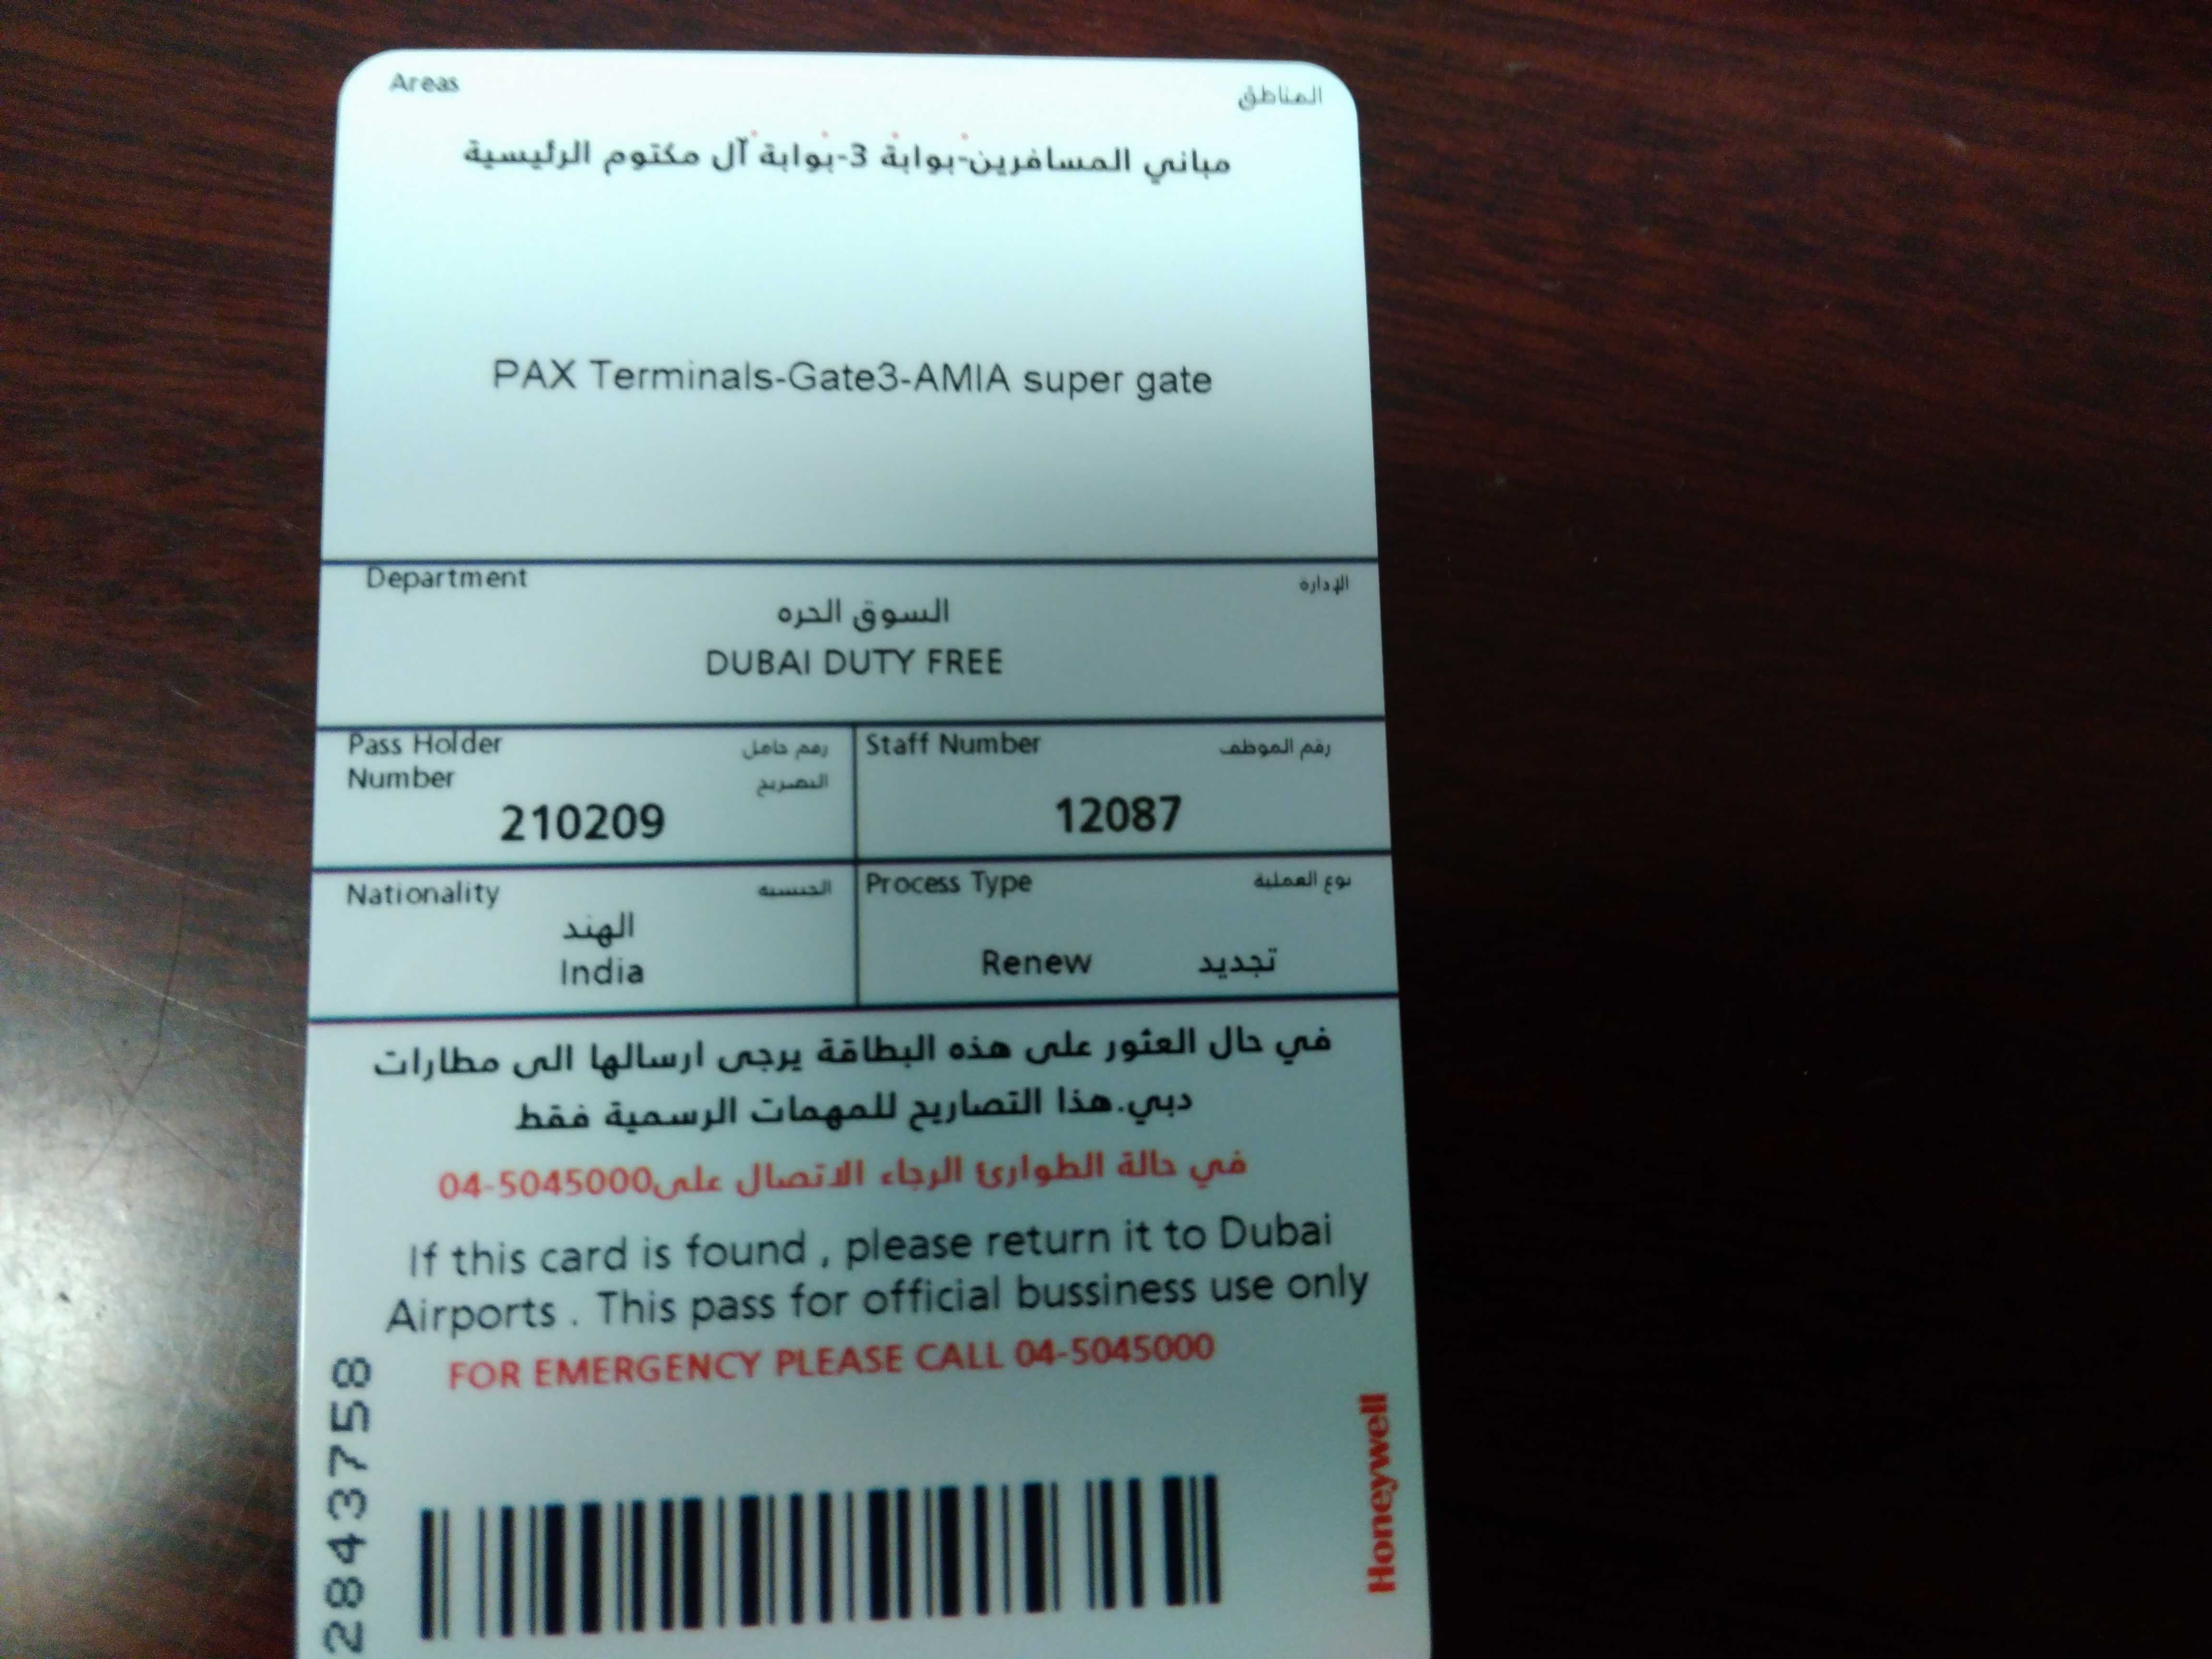 Areas المناطق
مباني المسافرين-بوابة 3-بوابة آل مكتوم الرئيسية
PAX Terminals-Gate3-AMIA super gate
Department الإدارة
السوق الحره
DUBAI DUTY FREE
Pass Holder Number رقم حامل التصريح
210209
Staff Number رقم الموظف
12087
Nationality الجنسية
الهند
India
Process Type نوع العملية
Renew تجديد
في حال العثور على هذه البطاقة يرجى ارسالها الى مطارات
دبي.هذا التصاريح للمهمات الرسمية فقط
في حالة الطوارئ الرجاء الاتصال على04-5045000
If this card is found , please return it to Dubai
Airports . This pass for official bussiness use only
FOR EMERGENCY PLEASE CALL 04-5045000
2843758
Honeywell